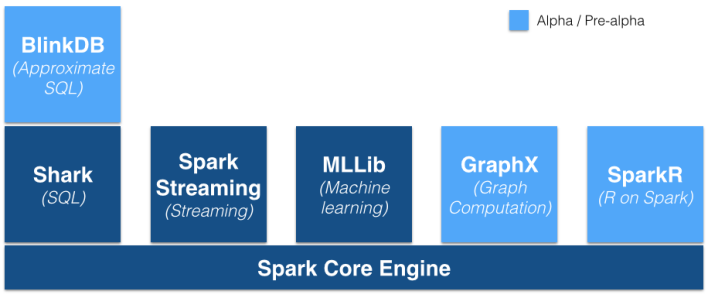 Alpha / Pre-alpha
BlinkDB
(Approximate
SQL)
Shark
(SQL)
Spark
Streaming
(Streaming)
MLLib
(Machine
learning)
GraphX
(Graph
Computation)
SparkR
(R on Spark)
Spark Core Engine